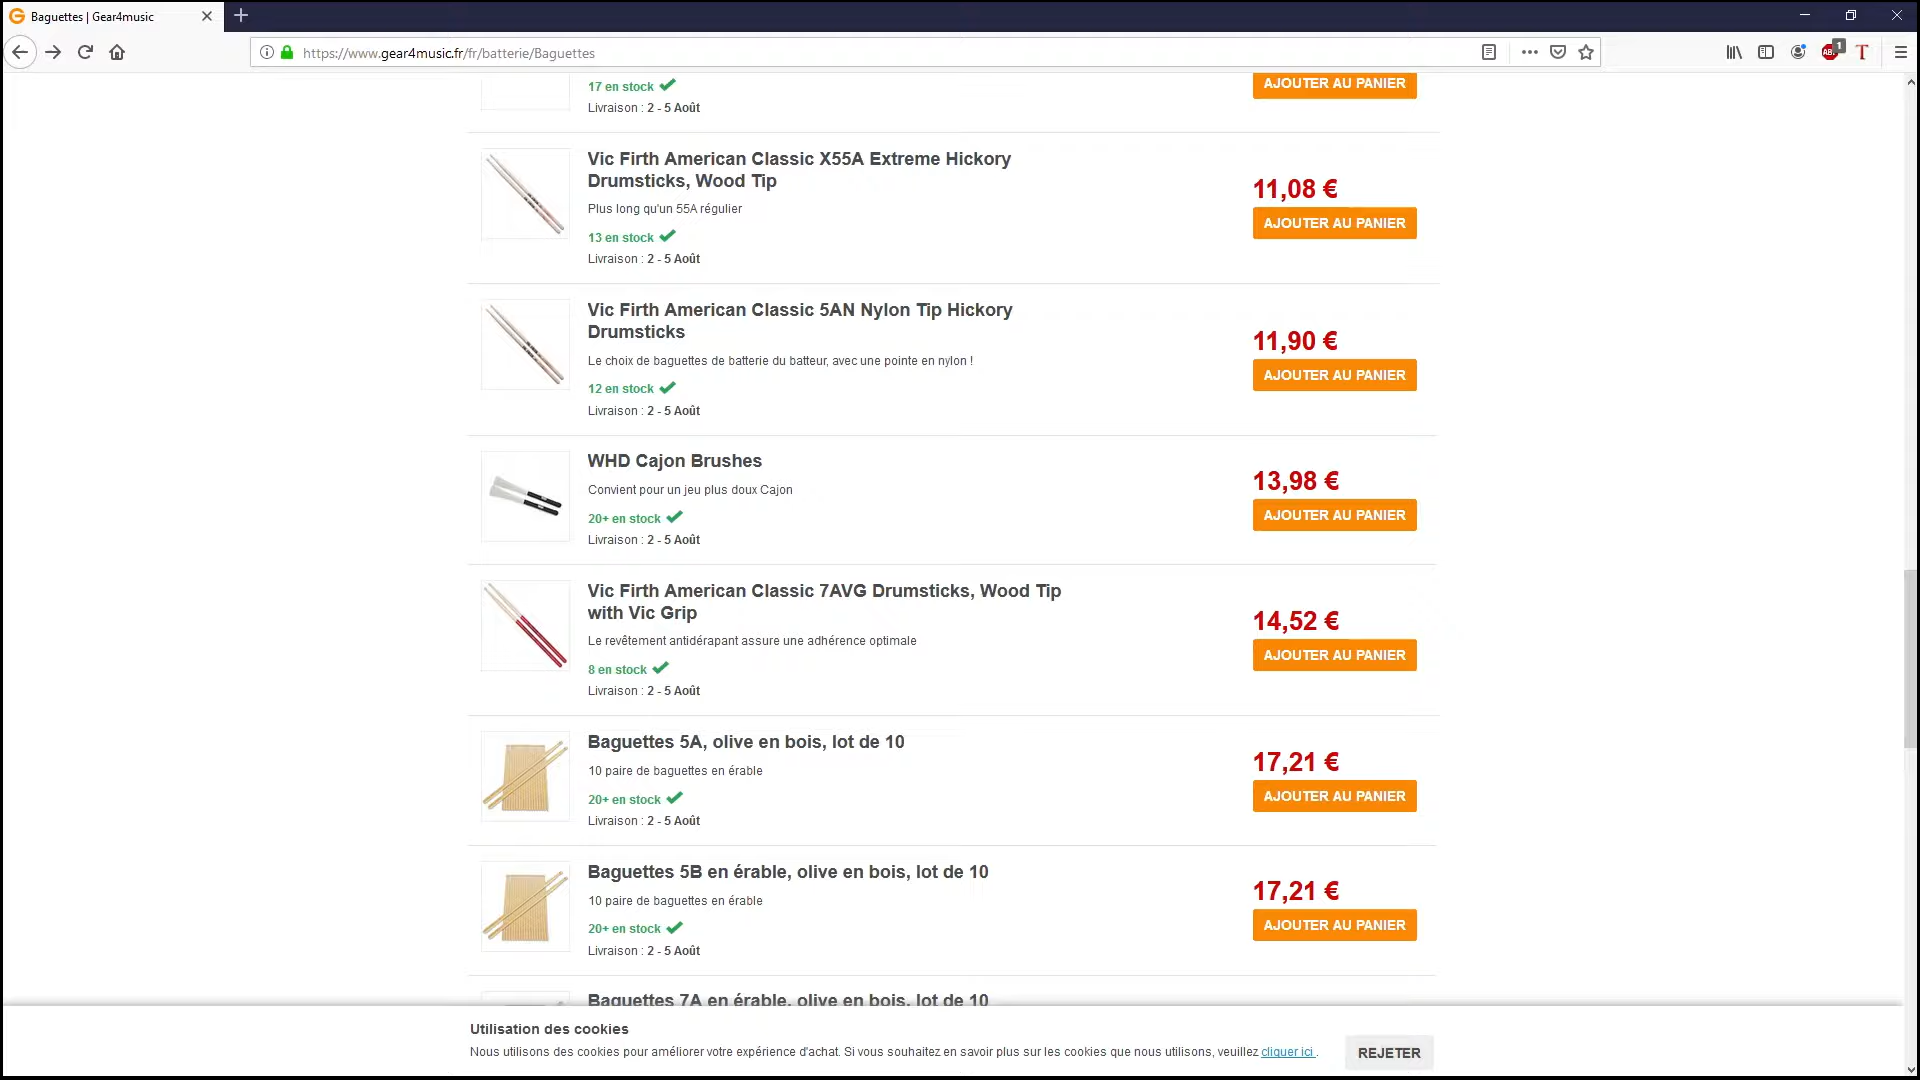 Baguettes | Gear4music
https://www.gear4music.fr/fr/batterie/Baguettes
1
T
17 en stock
Livraison : 2 - 5 Août
AJOUTER AU PANIER
Vic Firth American Classic X55A Extreme Hickory
Drumsticks, Wood Tip
Plus long qu'un 55A régulier
13 en stock
Livraison : 2 - 5 Août
11,08 €
AJOUTER AU PANIER
Vic Firth American Classic 5AN Nylon Tip Hickory
Drumsticks
Le choix de baguettes de batterie du batteur, avec une pointe en nylon !
12 en stock
Livraison : 2 - 5 Août
11,90 €
AJOUTER AU PANIER
WHD Cajon Brushes
Convient pour un jeu plus doux Cajon
20+ en stock
Livraison : 2 - 5 Août
13,98 €
AJOUTER AU PANIER
Vic Firth American Classic 7AVG Drumsticks, Wood Tip
with Vic Grip
Le revêtement antidérapant assure une adhérence optimale
8 en stock
Livraison : 2 - 5 Août
14,52 €
AJOUTER AU PANIER
Baguettes 5A, olive en bois, lot de 10
10 paire de baguettes en érable
20+ en stock
Livraison : 2 - 5 Août
17,21 €
AJOUTER AU PANIER
Baguettes 5B en érable, olive en bois, lot de 10
10 paire de baguettes en érable
20+ en stock
Livraison : 2 - 5 Août
17,21 €
AJOUTER AU PANIER
Baguettes 7A en érable, olive en bois, lot de 10
Utilisation des cookies
Nous utilisons des cookies pour améliorer votre expérience d'achat. Si vous souhaitez en savoir plus sur les cookies que nous utilisons, veuillez cliquer ici .
REJETER